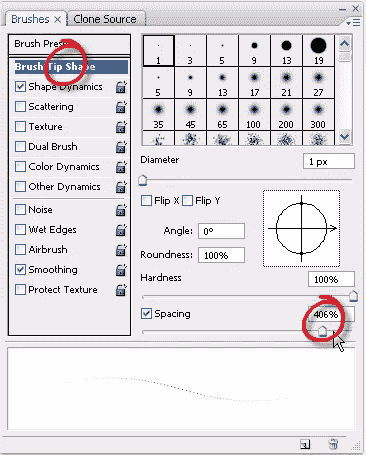 Brushes × Clone Source
Brush Presets
Brush Tip Shape
Shape Dynamics
Scattering
Texture
Dual Brush
Color Dynamics
Other Dynamics
Noise
Wet Edges
Airbrush
Smoothing
Protect Texture
1 3 5 9 13 19
5 9 13 17 21 27
35 45 65 100 200 300
Diameter 1 px
Flip X Flip Y
Angle: 0°
Roundness: 100%
Hardness 100%
Spacing 406%